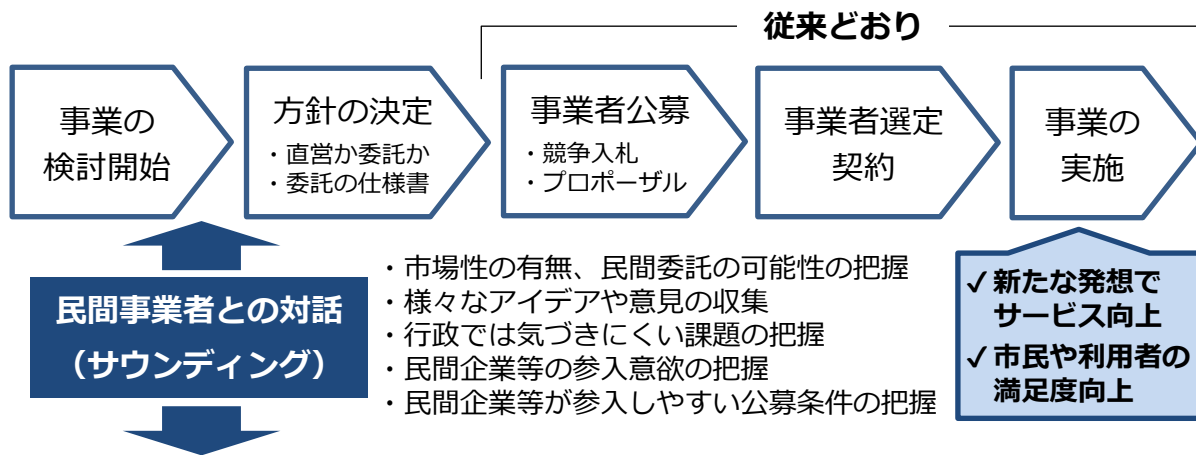 従来どおり
事業の
検討開始
方針の決定
・直営か委託か
・委託の仕様書
事業者公募
・競争入札
・プロポーザル
事業者選定
契約
事業の
実施
民間事業者との対話
（サウンディング）
・市場性の有無、民間委託の可能性の把握
・様々なアイデアや意見の収集
・行政では気づきにくい課題の把握
・民間企業等の参入意欲の把握
・民間企業等が参入しやすい公募条件の把握
✓新たな発想で
サービス向上
✓市民や利用者の
満足度向上